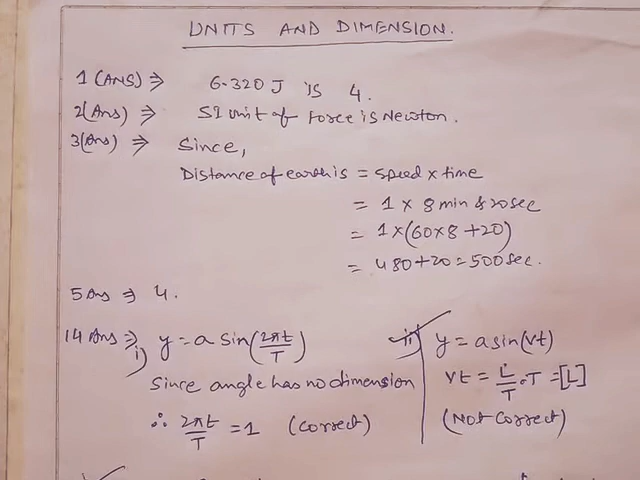 UNITS AND DIMENSION.
1 (ANS) ⇒ 6.320 J is 4.
2(Ans) ⇒ SI unit of Force is Newton.
3(Ans) ⇒ Since,
Distance of earth is = speed x time
= 1 x 8 min & 20 sec
= 1x(60x8 +20)
= 480+20=500 sec.
5 Ans ⇒ 4.
14 Ans ⇒ i) y = a sin(2πt/T)
Since angle has no dimension
∴ 2πt/T = 1 (Correct)
ii) y = a sin(vt)
vt = L/T . T = [L]
(Not Correct)